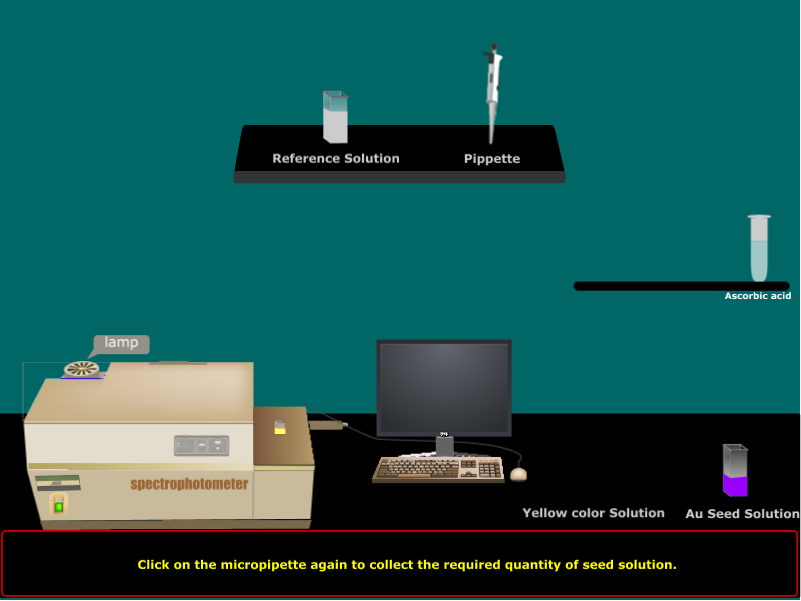 Reference Solution
Pippette
Ascorbic acid
lamp
spectrophotometer
Yellow color Solution
Au Seed Solution
Click on the micropipette again to collect the required quantity of seed solution.